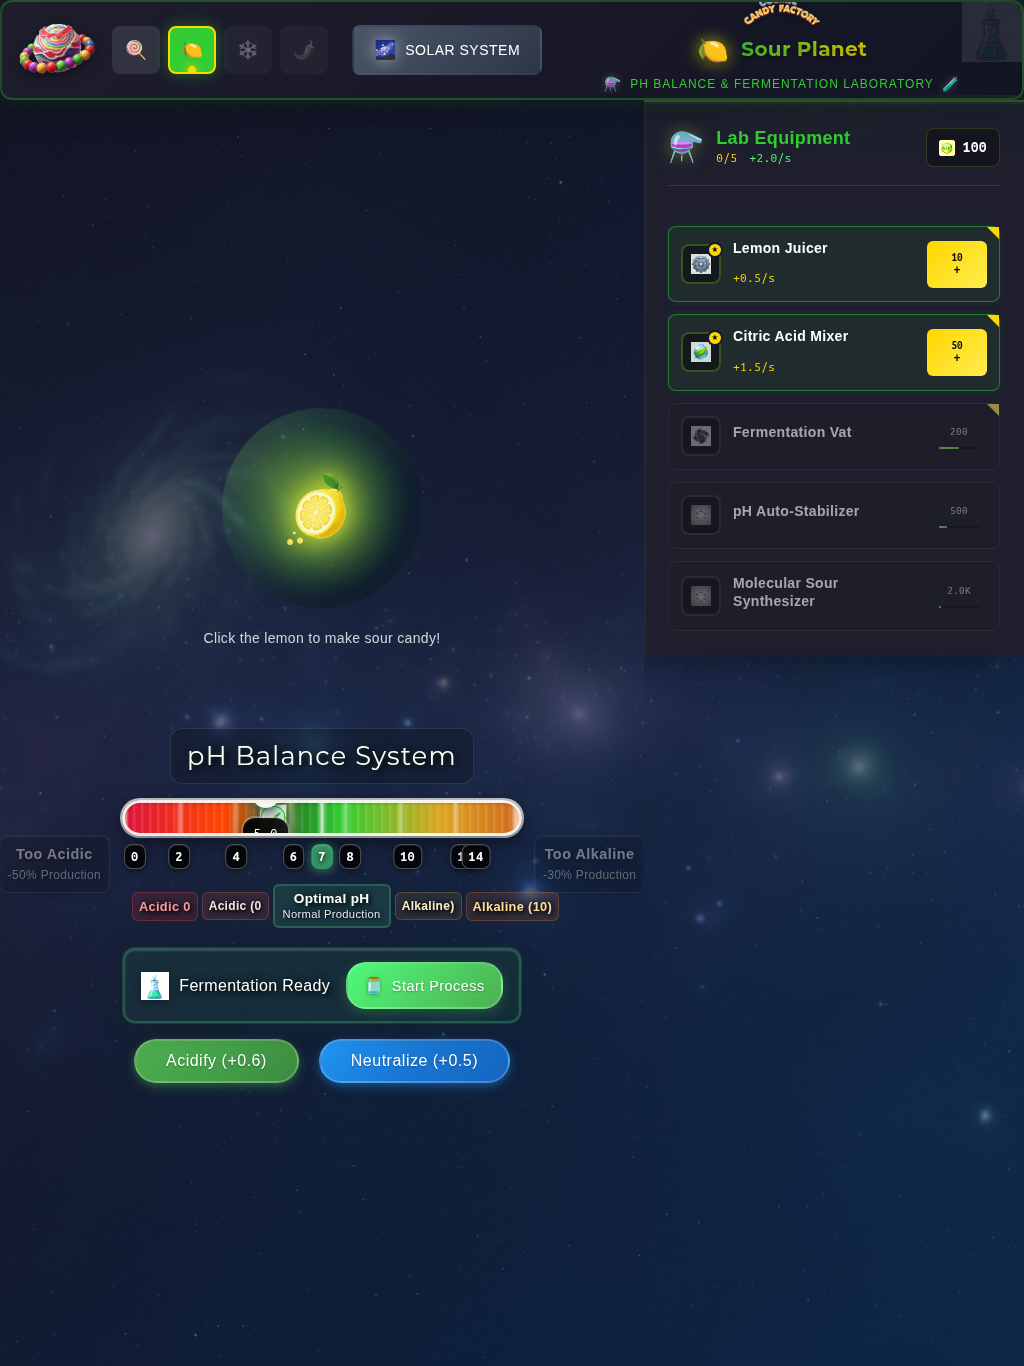 CANDY FACTORY
SOLAR SYSTEM
Sour Planet
PH BALANCE & FERMENTATION LABORATORY
Lab Equipment
0/5 +2.0/s
100
Lemon Juicer
+0.5/s
10
+
Citric Acid Mixer
+1.5/s
50
+
Fermentation Vat
200
pH Auto-Stabilizer
500
Molecular Sour
Synthesizer
2.0K
Click the lemon to make sour candy!
pH Balance System
5.0
Too Acidic
-50% Production
0 2 4 6 7 8 10 14
Too Alkaline
-30% Production
Acidic 0
Acidic (0
Optimal pH
Normal Production
Alkaline)
Alkaline (10)
Fermentation Ready
Start Process
Acidify (+0.6)
Neutralize (+0.5)